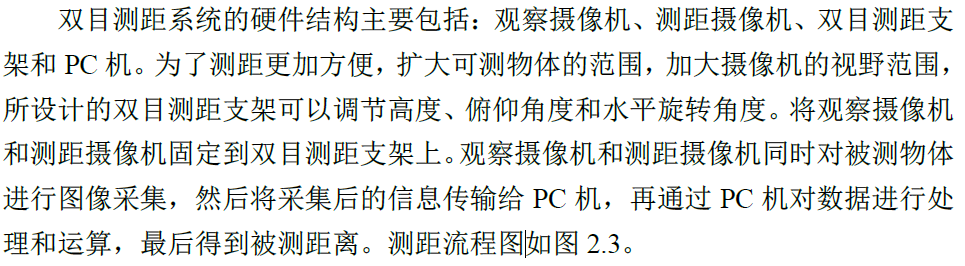 双目测距系统的硬件结构主要包括：观察摄像机、测距摄像机、双目测距支
架和 PC 机。为了测距更加方便，扩大可测物体的范围，加大摄像机的视野范围，
所设计的双目测距支架可以调节高度、俯仰角度和水平旋转角度。将观察摄像机
和测距摄像机固定到双目测距支架上。观察摄像机和测距摄像机同时对被测物体
进行图像采集，然后将采集后的信息传输给 PC 机，再通过 PC 机对数据进行处
理和运算，最后得到被测距离。测距流程图如图 2.3。